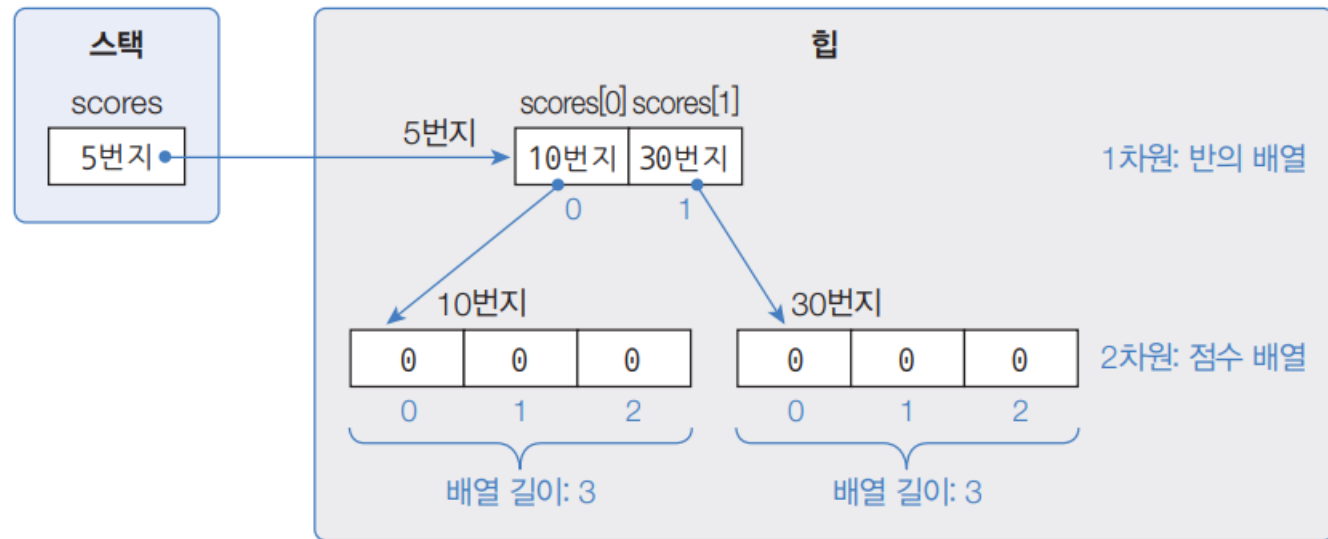 스택
힙
scores
scores[0] scores[1]
5번지
5번지
10번지 30번지
1차원: 반의 배열
0 1
10번지
30번지
0 0 0
0 0 0
2차원: 점수 배열
0 1 2
0 1 2
배열 길이: 3
배열 길이: 3